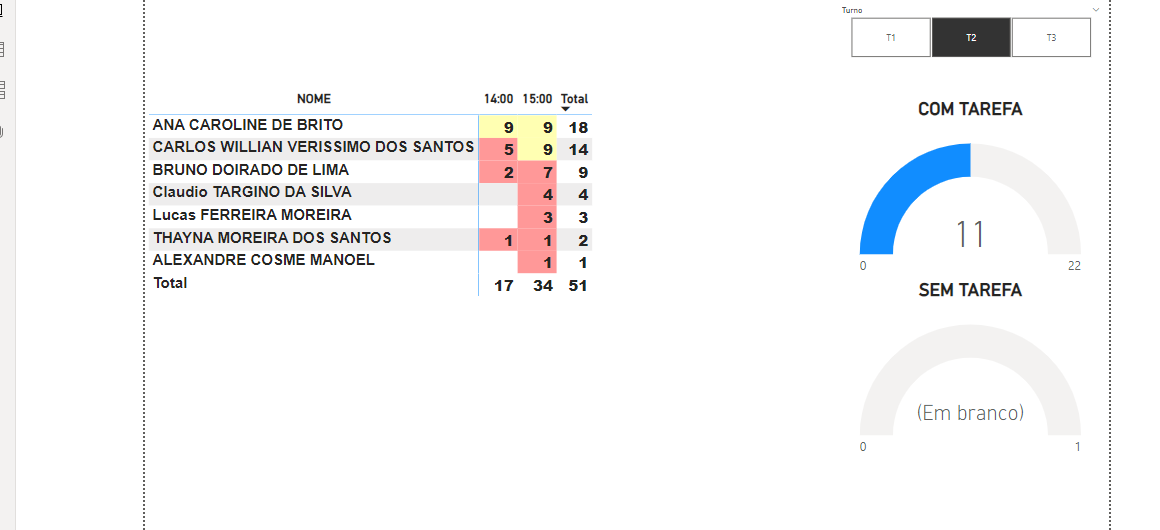 Turno
T1 T2 T3
NOME 14:00 15:00 Total
ANA CAROLINE DE BRITO 9 9 18
CARLOS WILLIAN VERISSIMO DOS SANTOS 5 9 14
BRUNO DOIRADO DE LIMA 2 7 9
Claudio TARGINO DA SILVA 4 4
Lucas FERREIRA MOREIRA 3 3
THAYNA MOREIRA DOS SANTOS 1 1 2
ALEXANDRE COSME MANOEL 1 1
Total 17 34 51
COM TAREFA
11
0 22
SEM TAREFA
(Em branco)
0 1